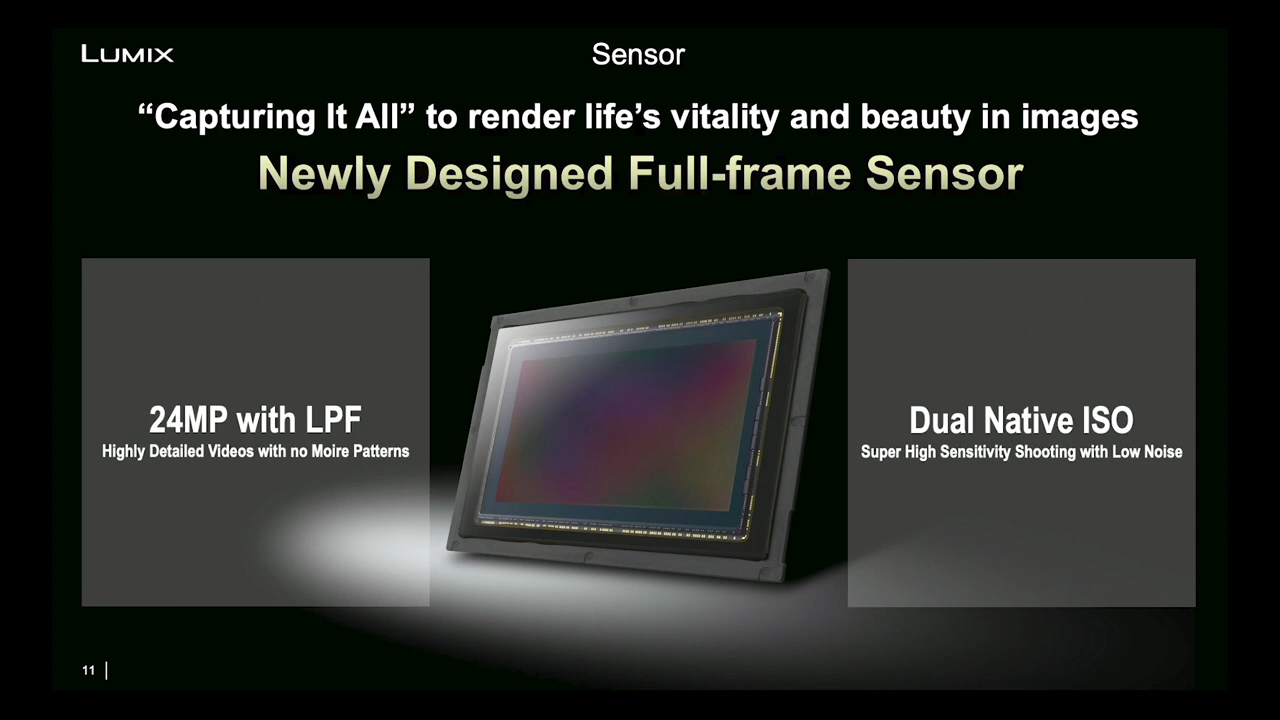 LUMIX
Sensor
“Capturing It All” to render life’s vitality and beauty in images
Newly Designed Full-frame Sensor
24MP with LPF
Highly Detailed Videos with no Moire Patterns
Dual Native ISO
Super High Sensitivity Shooting with Low Noise
11